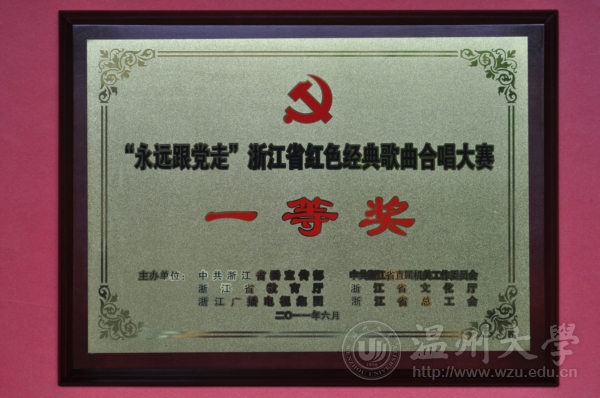 “永远跟党走”浙江省红色经典歌曲合唱大赛
一等奖
主办单位：中共浙江省委宣传部 中共浙江省直属机关工作委员会
浙江省教育厅 浙江省文化厅
浙江广播电视集团 浙江省总工会
二〇一一年六月
温州大学
http://www.wzu.edu.cn